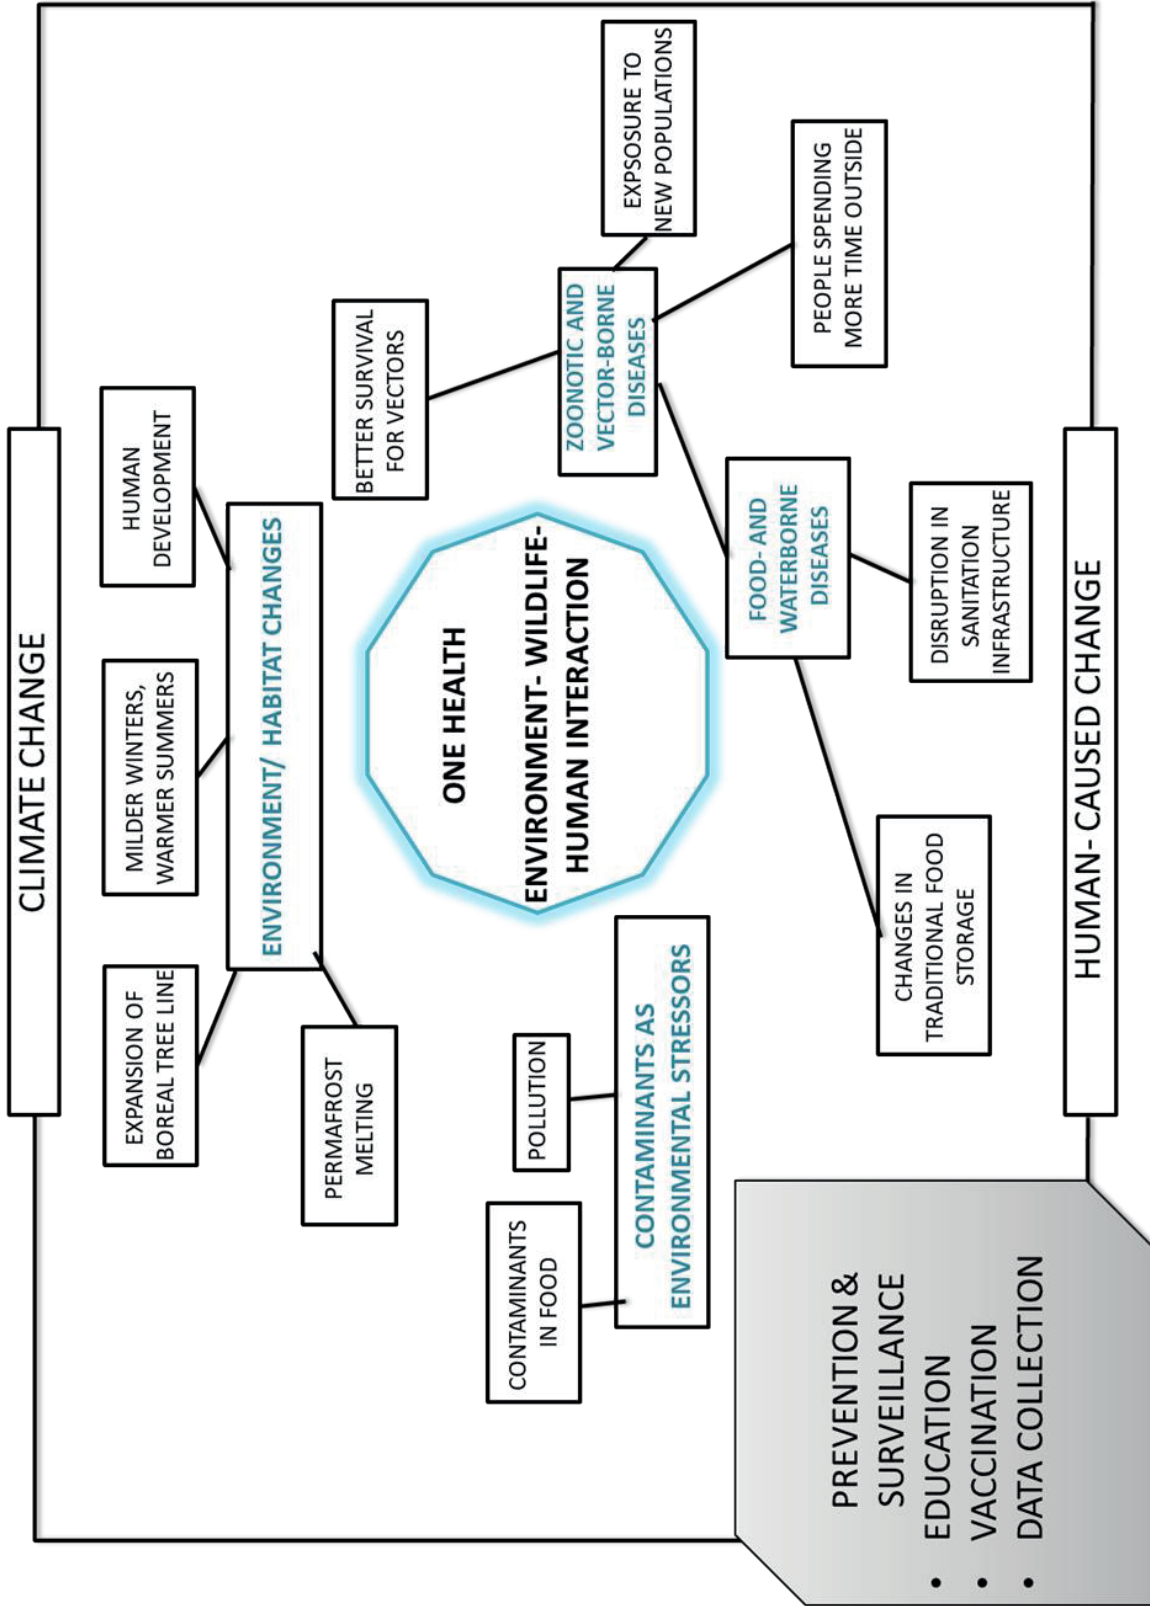 CLIMATE CHANGE
EXPANSION OF
BOREAL TREE LINE
MILDER WINTERS,
WARMER SUMMERS
HUMAN
DEVELOPMENT
ENVIRONMENT/ HABITAT CHANGES
PERMAFROST
MELTING
BETTER SURVIVAL
FOR VECTORS
ONE HEALTH
ENVIRONMENT- WILDLIFE-
HUMAN INTERACTION
CONTAMINANTS
IN FOOD
POLLUTION
CONTAMINANTS AS
ENVIRONMENTAL STRESSORS
ZOONOTIC AND
VECTOR-BORNE
DISEASES
EXPSOSURE TO
NEW POPULATIONS
FOOD- AND
WATERBORNE
DISEASES
PEOPLE SPENDING
MORE TIME OUTSIDE
CHANGES IN
TRADITIONAL FOOD
STORAGE
DISRUPTION IN
SANITATION
INFRASTRUCTURE
PREVENTION &
SURVEILLANCE
• EDUCATION
• VACCINATION
• DATA COLLECTION
HUMAN- CAUSED CHANGE